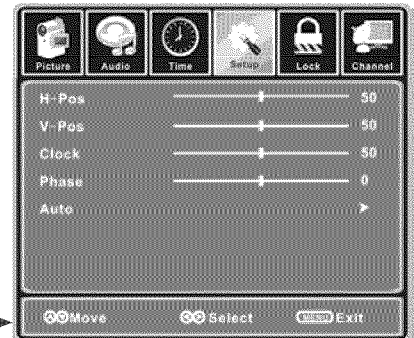 Picture Audio Time Setup Lock Channel
H-Pos 50
V-Pos 50
Clock 50
Phase 0
Auto
Move Select MENU Exit